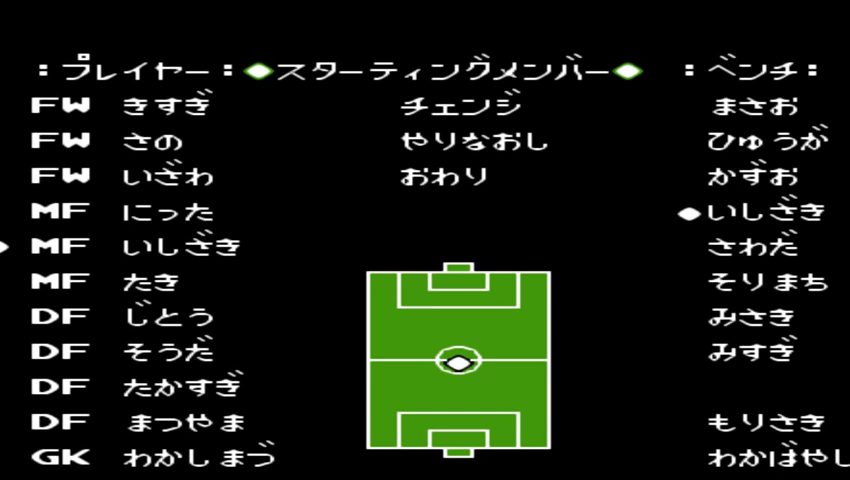 :プレイヤー: スターティングメンバー :ベンチ:
FW きすぎ チェンジ まさお
FW さの やりなおし ひゅうが
FW いざわ おわり かずお
MF にった いしざき
MF いしざき さわだ
MF たき そりまち
DF じとう みさき
DF そうだ みすぎ
DF たかすぎ
DF まつやま もりさき
GK わかしまづ わかばやし